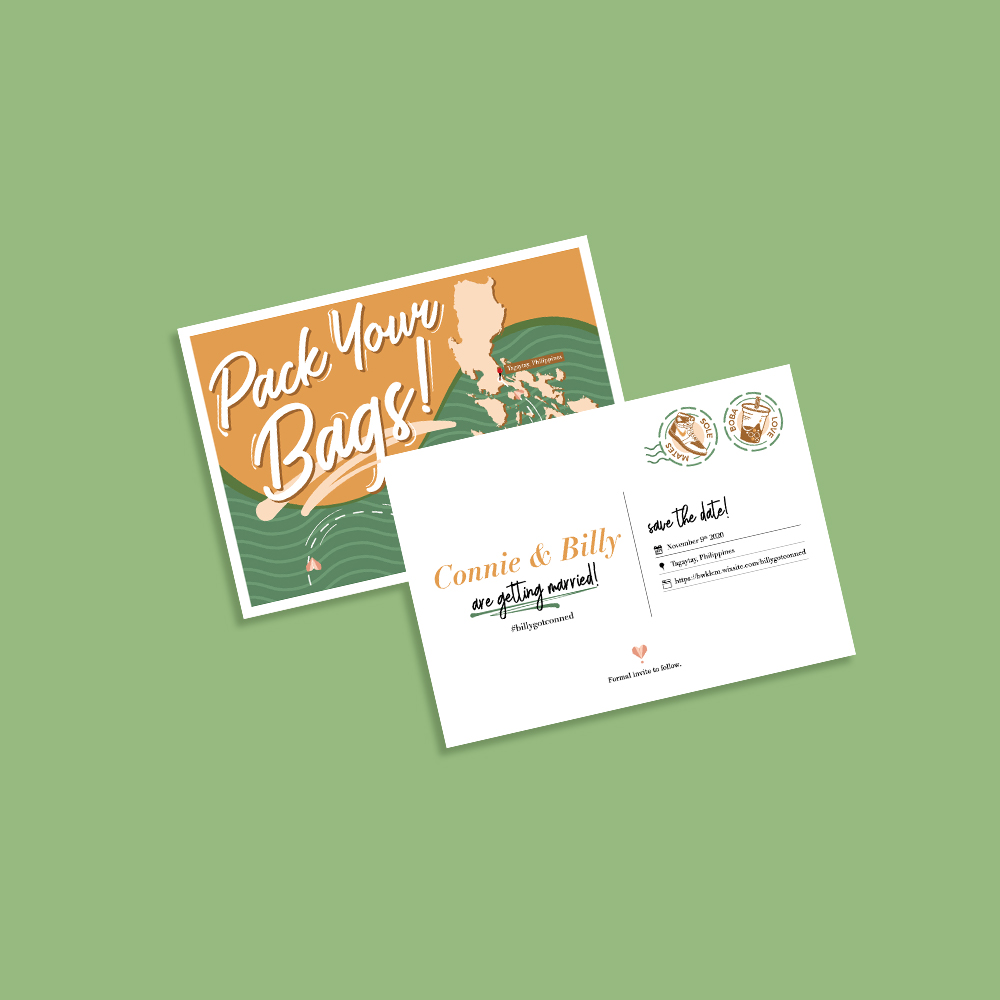 Pack Your
Bags!
Tagaytay, Philippines
SOLE
MATES
BOBA
LOVE
Connie & Billy
are getting married!
#billygotconned
save the date!
November 9th 2020
Tagaytay, Philippines
https://bwklcm.wixsite.com/billygotconned
Formal invite to follow.